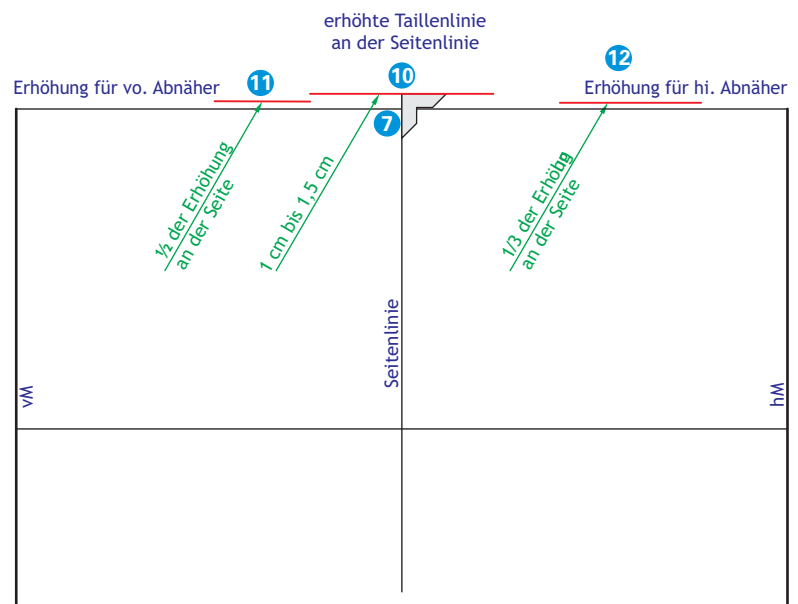 erhöhte Taillenlinie
an der Seitenlinie
10
11
12
Erhöhung für vo. Abnäher
Erhöhung für hi. Abnäher
7
½ der Erhöhung
an der Seite
1 cm bis 1,5 cm
1/3 der Erhöhg
an der Seite
Seitenlinie
vM
hM